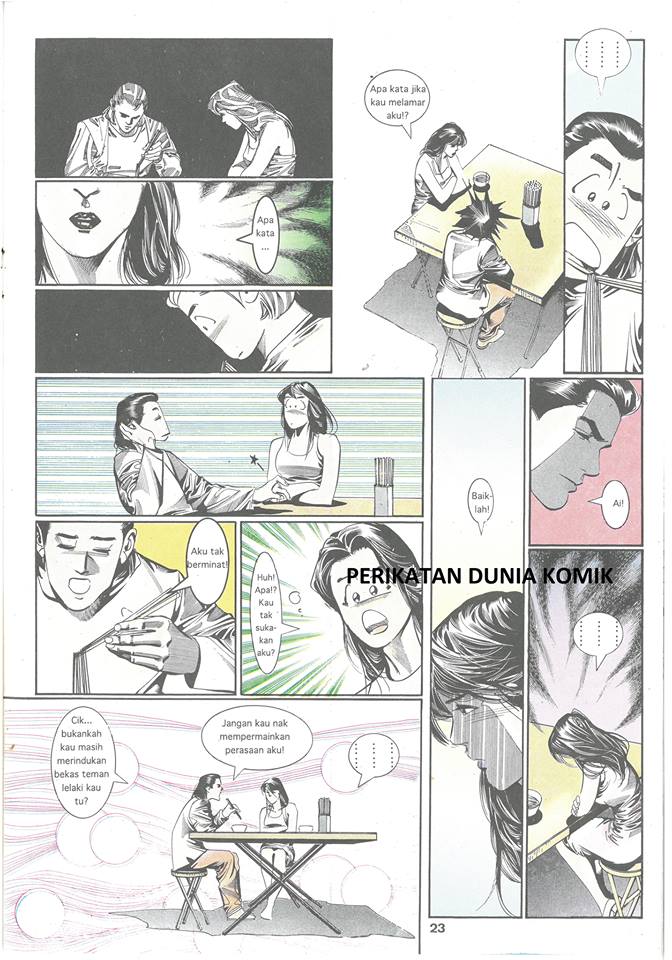 Apa
kata
...
Apa kata jika
kau melamar
aku!?
......
Aku tak
berminat!
Huh!
Apa!?
Kau
tak
suka-
kan
aku?
PERIKATAN DUNIA KOMIK
Cik...
bukankah
kau masih
merindukan
bekas teman
lelaki kau
tu?
Jangan kau nak
mempermainkan
perasaan aku!
......
Baik-
lah!
Ai!
......
23